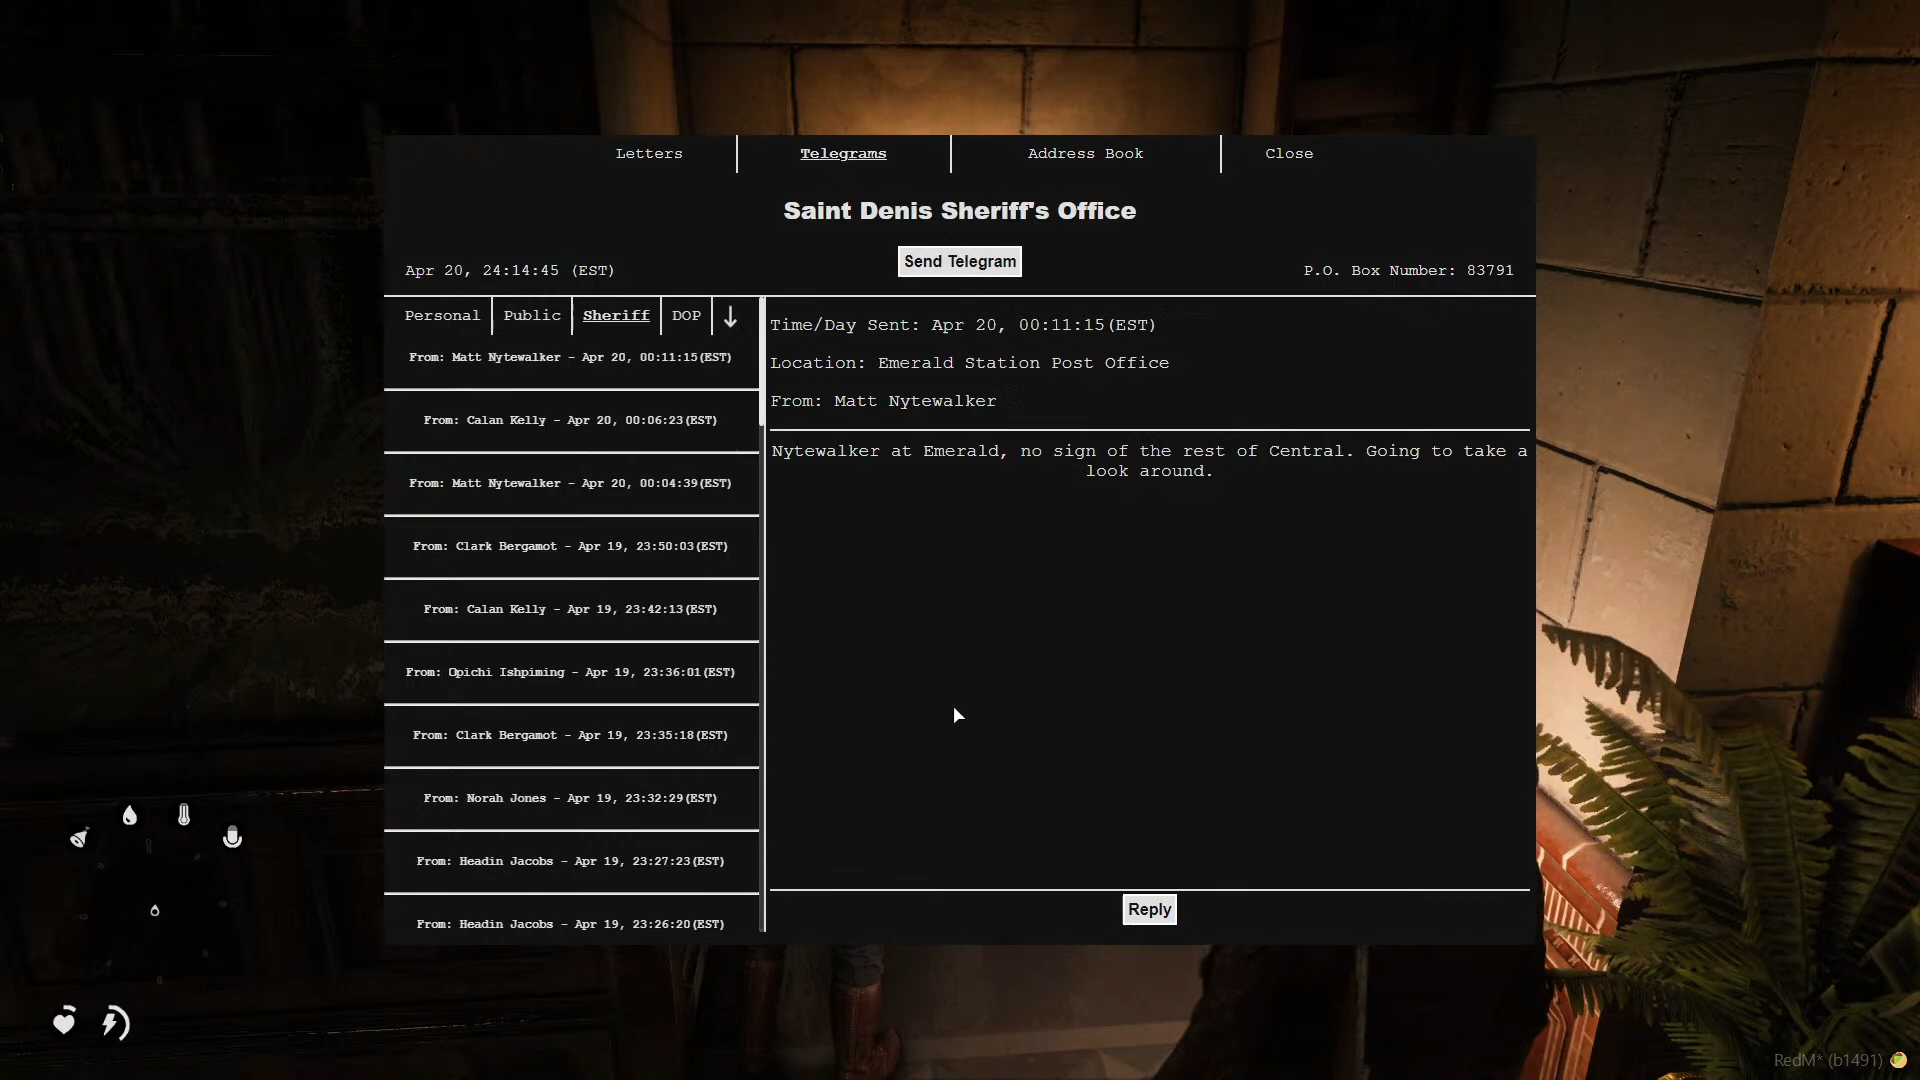 Letters
Telegrams
Address Book
Close
Saint Denis Sheriff's Office
Send Telegram
Apr 20, 24:14:45 (EST)
P.O. Box Number: 83791
Personal
Public
Sheriff
DOP
From: Matt Nytewalker - Apr 20, 00:11:15(EST)
From: Calan Kelly - Apr 20, 00:06:23(EST)
From: Matt Nytewalker - Apr 20, 00:04:39(EST)
From: Clark Bergamot - Apr 19, 23:50:03(EST)
From: Calan Kelly - Apr 19, 23:42:13(EST)
From: Opichi Ishpiming - Apr 19, 23:36:01(EST)
From: Clark Bergamot - Apr 19, 23:35:18(EST)
From: Norah Jones - Apr 19, 23:32:29(EST)
From: Headin Jacobs - Apr 19, 23:27:23(EST)
From: Headin Jacobs - Apr 19, 23:26:20(EST)
Time/Day Sent: Apr 20, 00:11:15(EST)
Location: Emerald Station Post Office
From: Matt Nytewalker
Nytewalker at Emerald, no sign of the rest of Central. Going to take a
look around.
Reply
RedM* (b1491)